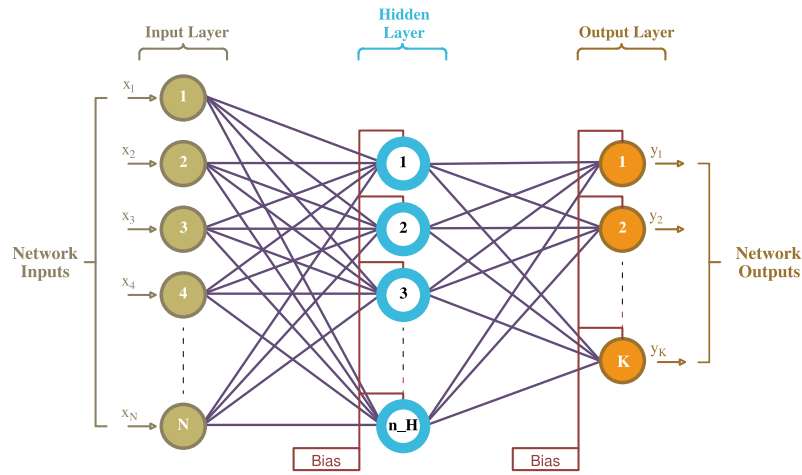 Hidden
Layer
Input Layer
Output Layer
x1
1
x2
2
1
1
y1
x3
3
2
2
y2
Network
Inputs
Network
Outputs
x4
4
3
K
yK
xN
N
n_H
Bias
Bias